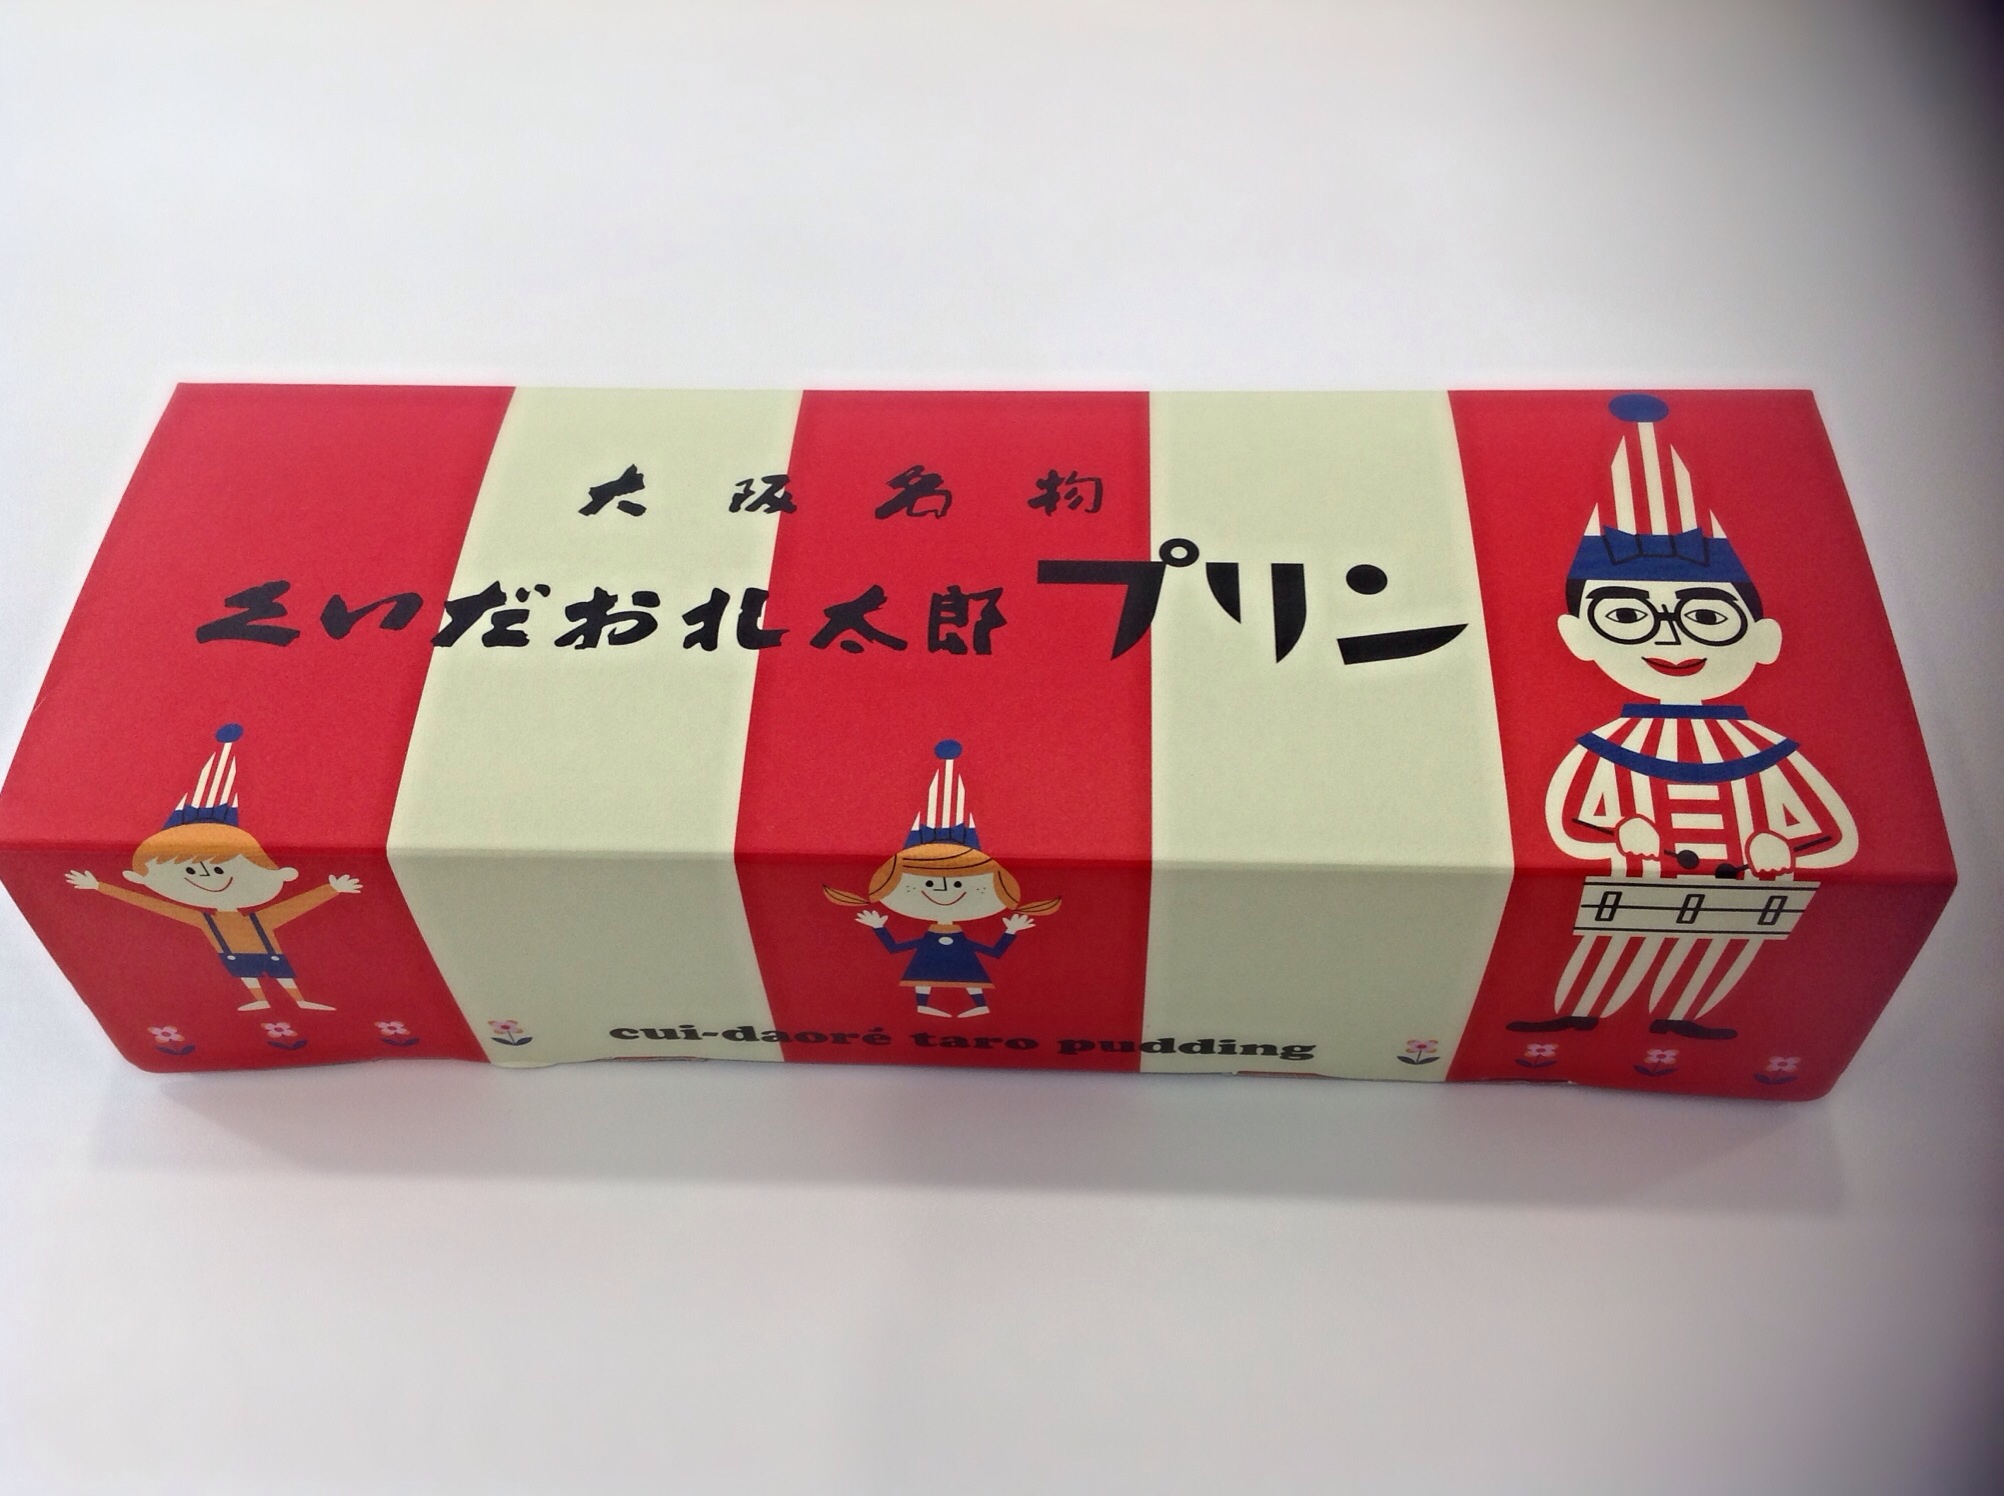 大阪名物
くいだおれ太郎プリン
cui-daoré taro pudding